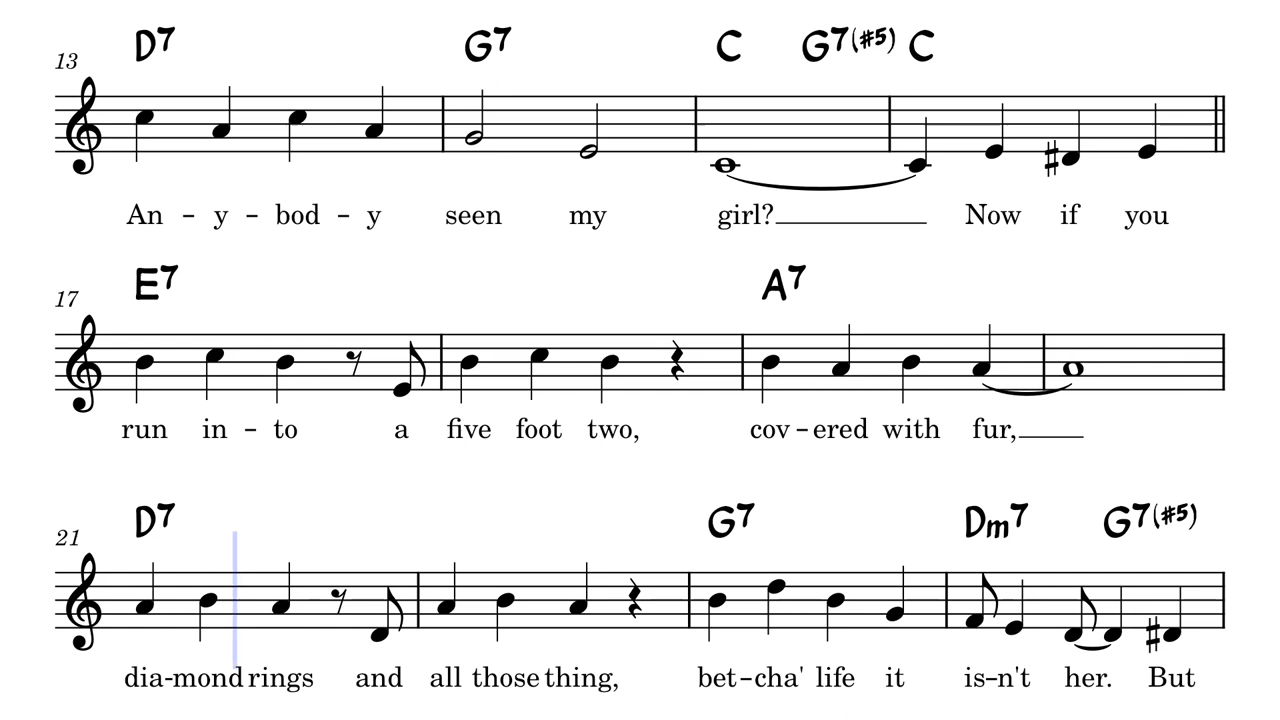 D7 G7 C G7(#5) C
13
An - y - bod - y seen my girl? Now if you
E7 A7
17
run in - to a five foot two, cov - ered with fur,
D7 G7 Dm7 G7(#5)
21
dia-mond rings and all those thing, bet-cha' life it is-n't her. But